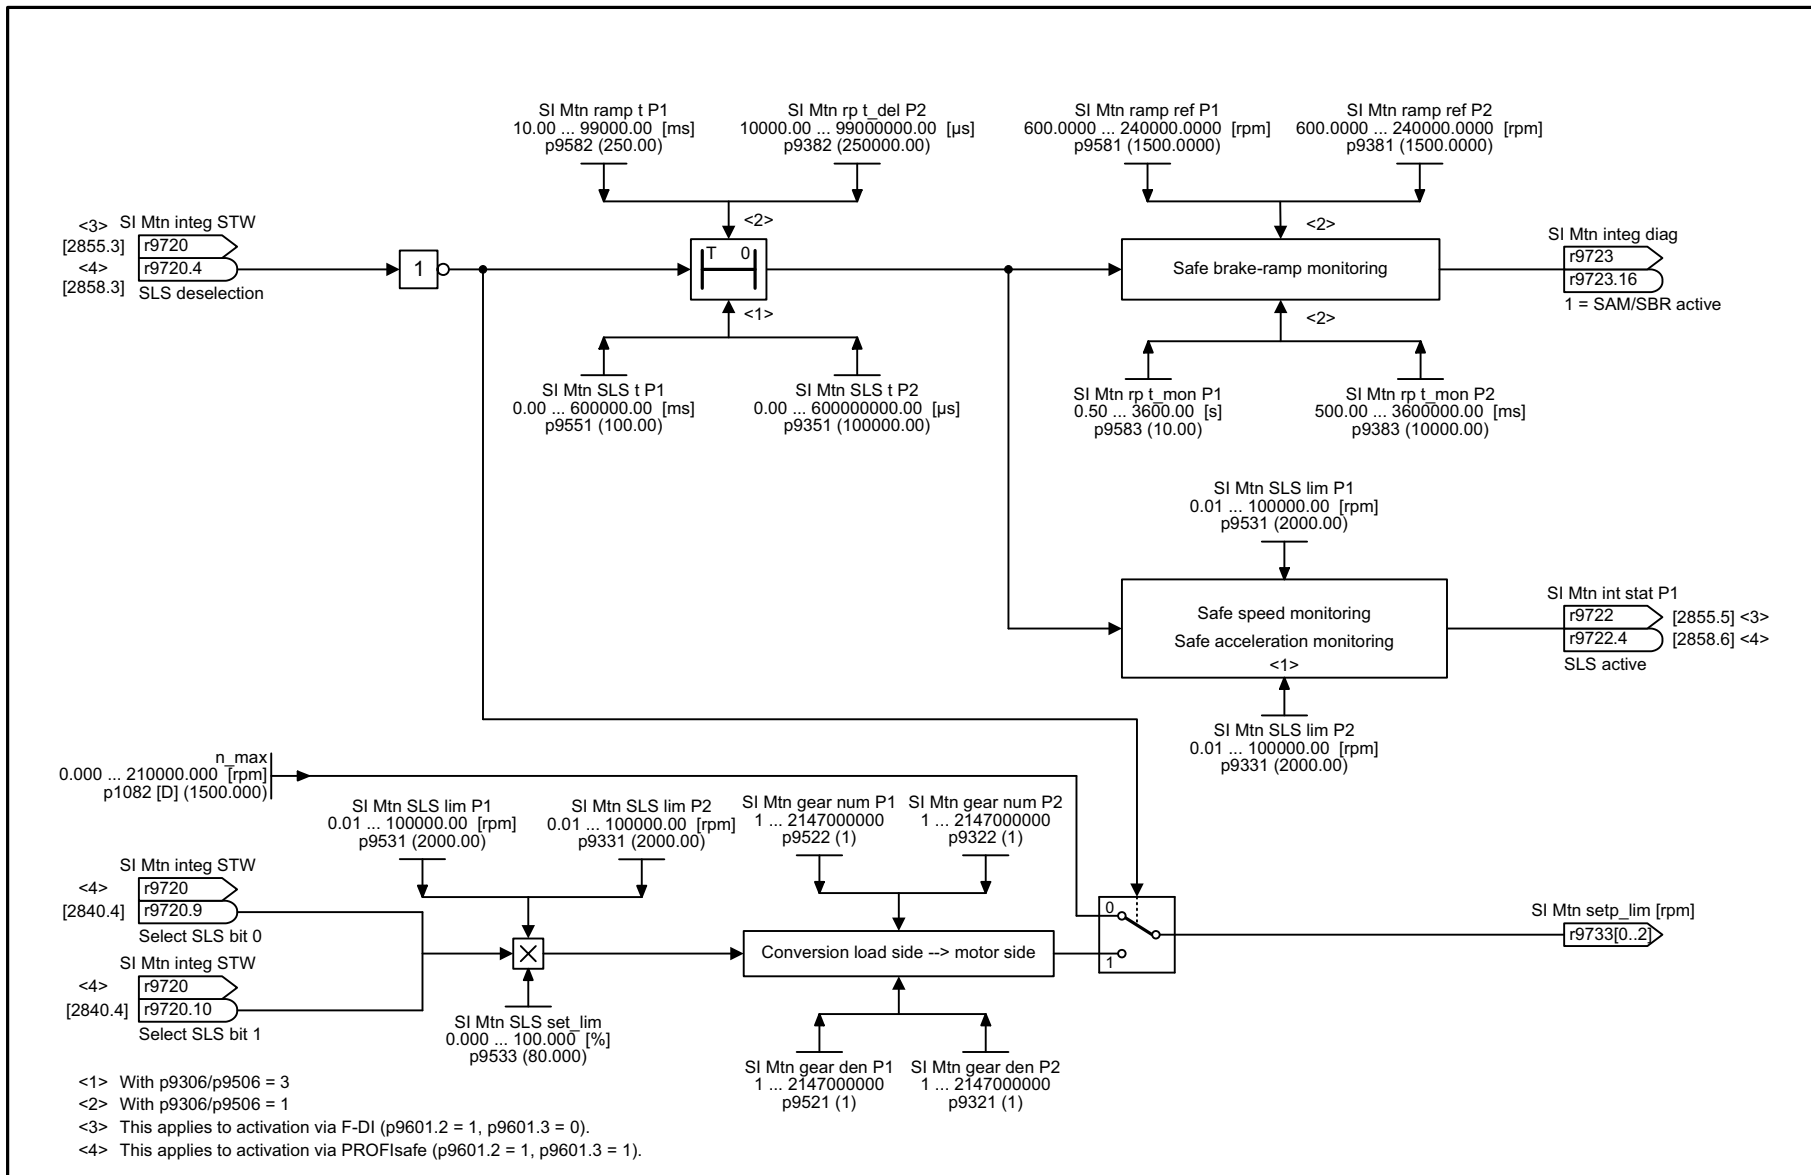 SI Mtn ramp t P1
10.00 ... 99000.00 [ms]
p9582 (250.00)
SI Mtn rp t_del P2
10000.00 ... 99000000.00 [µs]
p9382 (250000.00)
SI Mtn ramp ref P1
600.0000 ... 240000.0000 [rpm]
p9581 (1500.0000)
SI Mtn ramp ref P2
600.0000 ... 240000.0000 [rpm]
p9381 (1500.0000)
<3> SI Mtn integ STW
[2855.3] r9720
<4> r9720.4
[2858.3] SLS deselection
1
<2>
T 0
<1>
<2>
Safe brake-ramp monitoring
<2>
SI Mtn integ diag
r9723
r9723.16
1 = SAM/SBR active
SI Mtn SLS t P1
0.00 ... 600000.00 [ms]
p9551 (100.00)
SI Mtn SLS t P2
0.00 ... 600000000.00 [µs]
p9351 (100000.00)
SI Mtn rp t_mon P1
0.50 ... 3600.00 [s]
p9583 (10.00)
SI Mtn rp t_mon P2
500.00 ... 3600000.00 [ms]
p9383 (10000.00)
SI Mtn SLS lim P1
0.01 ... 100000.00 [rpm]
p9531 (2000.00)
Safe speed monitoring
Safe acceleration monitoring
<1>
SI Mtn int stat P1
r9722 [2855.5] <3>
r9722.4 [2858.6] <4>
SLS active
SI Mtn SLS lim P2
0.01 ... 100000.00 [rpm]
p9331 (2000.00)
n_max
0.000 ... 210000.000 [rpm]
p1082 [D] (1500.000)
SI Mtn SLS lim P1
0.01 ... 100000.00 [rpm]
p9531 (2000.00)
SI Mtn SLS lim P2
0.01 ... 100000.00 [rpm]
p9331 (2000.00)
SI Mtn gear num P1
1 ... 2147000000
p9522 (1)
SI Mtn gear num P2
1 ... 2147000000
p9322 (1)
SI Mtn integ STW
<4> r9720
[2840.4] r9720.9
Select SLS bit 0
SI Mtn integ STW
<4> r9720
[2840.4] r9720.10
Select SLS bit 1
Conversion load side --> motor side
0
1
SI Mtn setp_lim [rpm]
r9733[0..2]
SI Mtn SLS set_lim
0.000 ... 100.000 [%]
p9533 (80.000)
SI Mtn gear den P1
1 ... 2147000000
p9521 (1)
SI Mtn gear den P2
1 ... 2147000000
p9321 (1)
<1> With p9306/p9506 = 3
<2> With p9306/p9506 = 1
<3> This applies to activation via F-DI (p9601.2 = 1, p9601.3 = 0).
<4> This applies to activation via PROFIsafe (p9601.2 = 1, p9601.3 = 1).